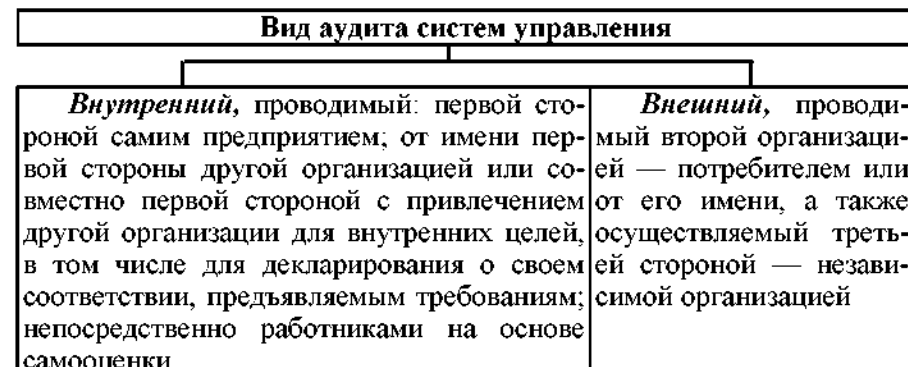 Вид аудита систем управления
Внутренний, проводимый: первой сто-
роной самим предприятием; от имени пер-
вой стороны другой организацией или со-
вместно первой стороной с привлечением
другой организации для внутренних целей,
в том числе для декларирования о своем
соответствии, предъявляемым требованиям;
непосредственно работниками на основе
самооценки
Внешний, проводи-
мый второй организаци-
ей — потребителем или
от его имени, а также
осуществляемый треть-
ей стороной — незави-
симой организацией